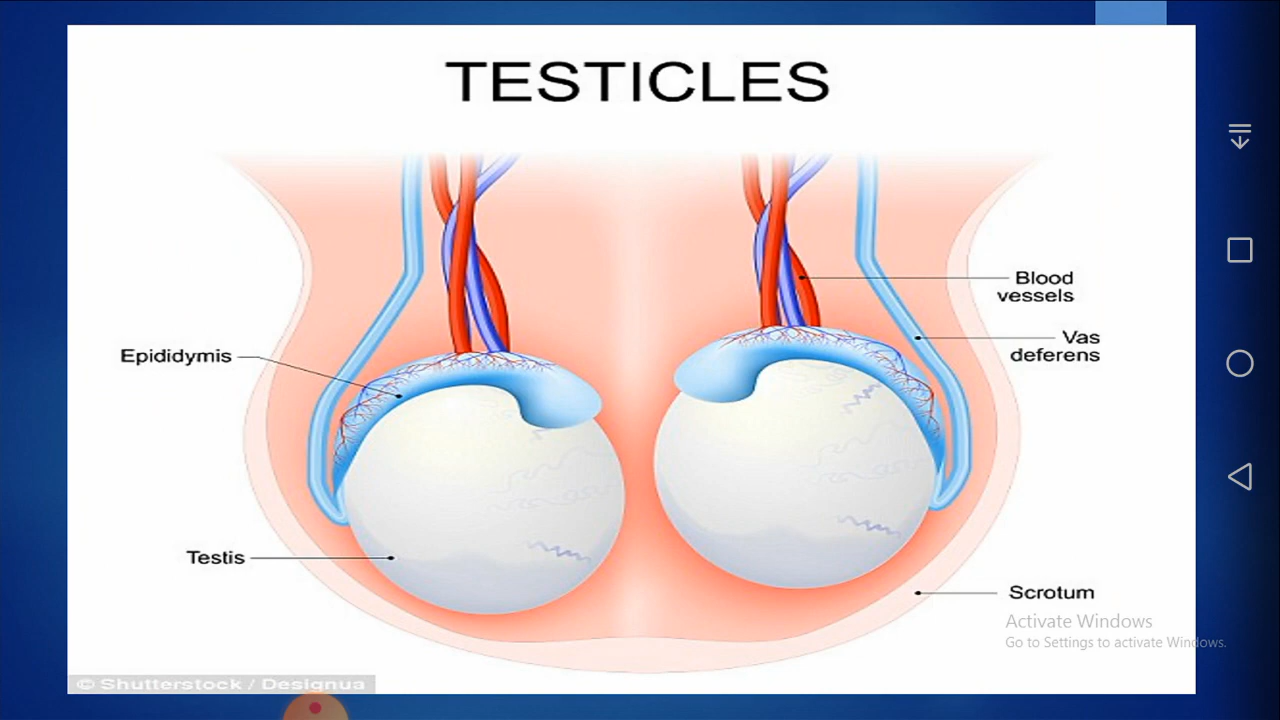 TESTICLES
Blood
vessels
Vas
deferens
Epididymis
Testis
Scrotum
Activate Windows
Go to Settings to activate Windows.
© Shutterstock / Designua